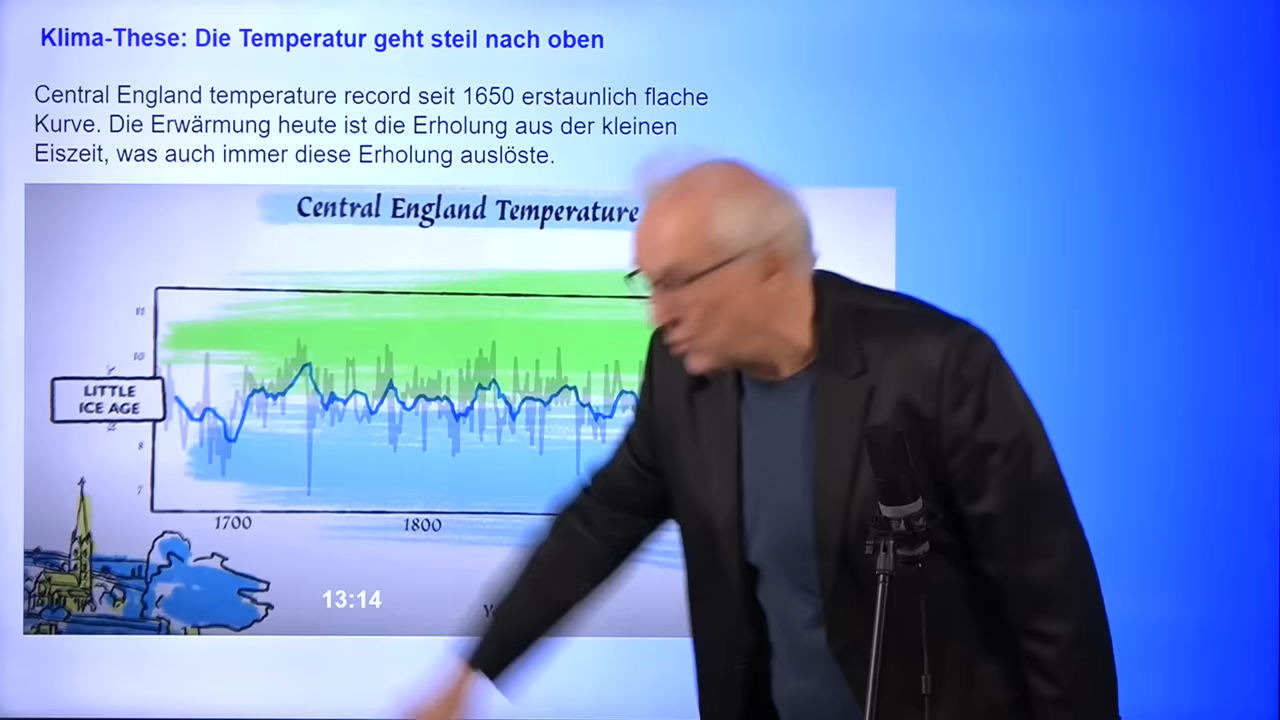 Klima-These: Die Temperatur geht steil nach oben
Central England temperature record seit 1650 erstaunlich flache
Kurve. Die Erwärmung heute ist die Erholung aus der kleinen
Eiszeit, was auch immer diese Erholung auslöste.
Central England Temperature
11
10
LITTLE
ICE AGE
8
7
1700
1800
13:14